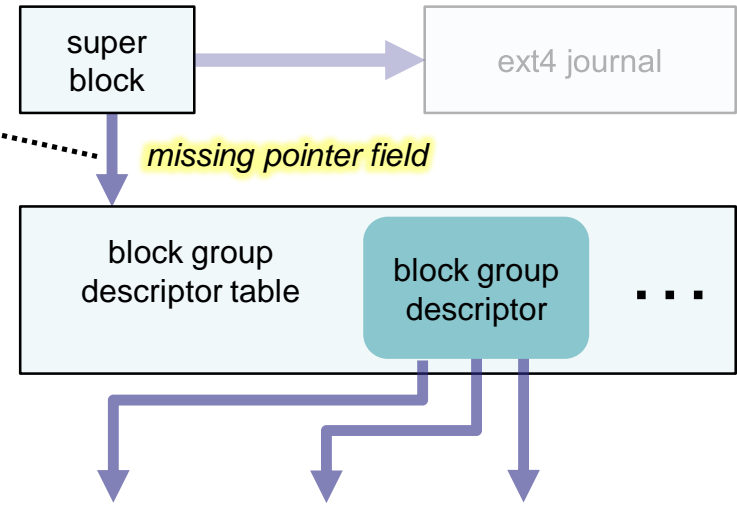 super
block
ext4 journal
missing pointer field
block group
descriptor table
block group
descriptor
...